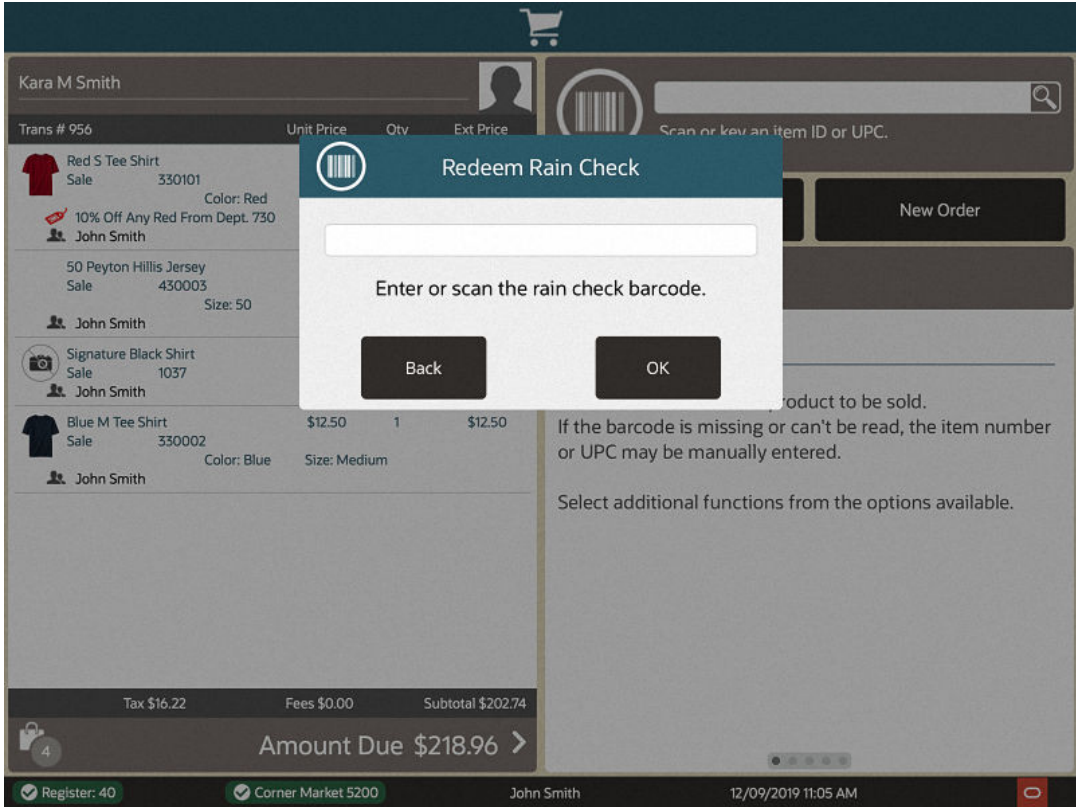 Kara M Smith
Trans # 956 Unit Price Qty Ext Price
Red S Tee Shirt
Sale 330101
Color: Red
10% Off Any Red From Dept. 730
John Smith
50 Peyton Hillis Jersey
Sale 430003
Size: 50
John Smith
Signature Black Shirt
Sale 1037
John Smith
Blue M Tee Shirt $12.50 1 $12.50
Sale 330002
Color: Blue Size: Medium
John Smith
Tax $16.22 Fees $0.00 Subtotal $202.74
4
Amount Due $218.96
Redeem Rain Check
Enter or scan the rain check barcode.
Back OK
Scan or key an item ID or UPC.
New Order
product to be sold.
If the barcode is missing or can't be read, the item number
or UPC may be manually entered.
Select additional functions from the options available.
Register: 40 Corner Market 5200 John Smith 12/09/2019 11:05 AM